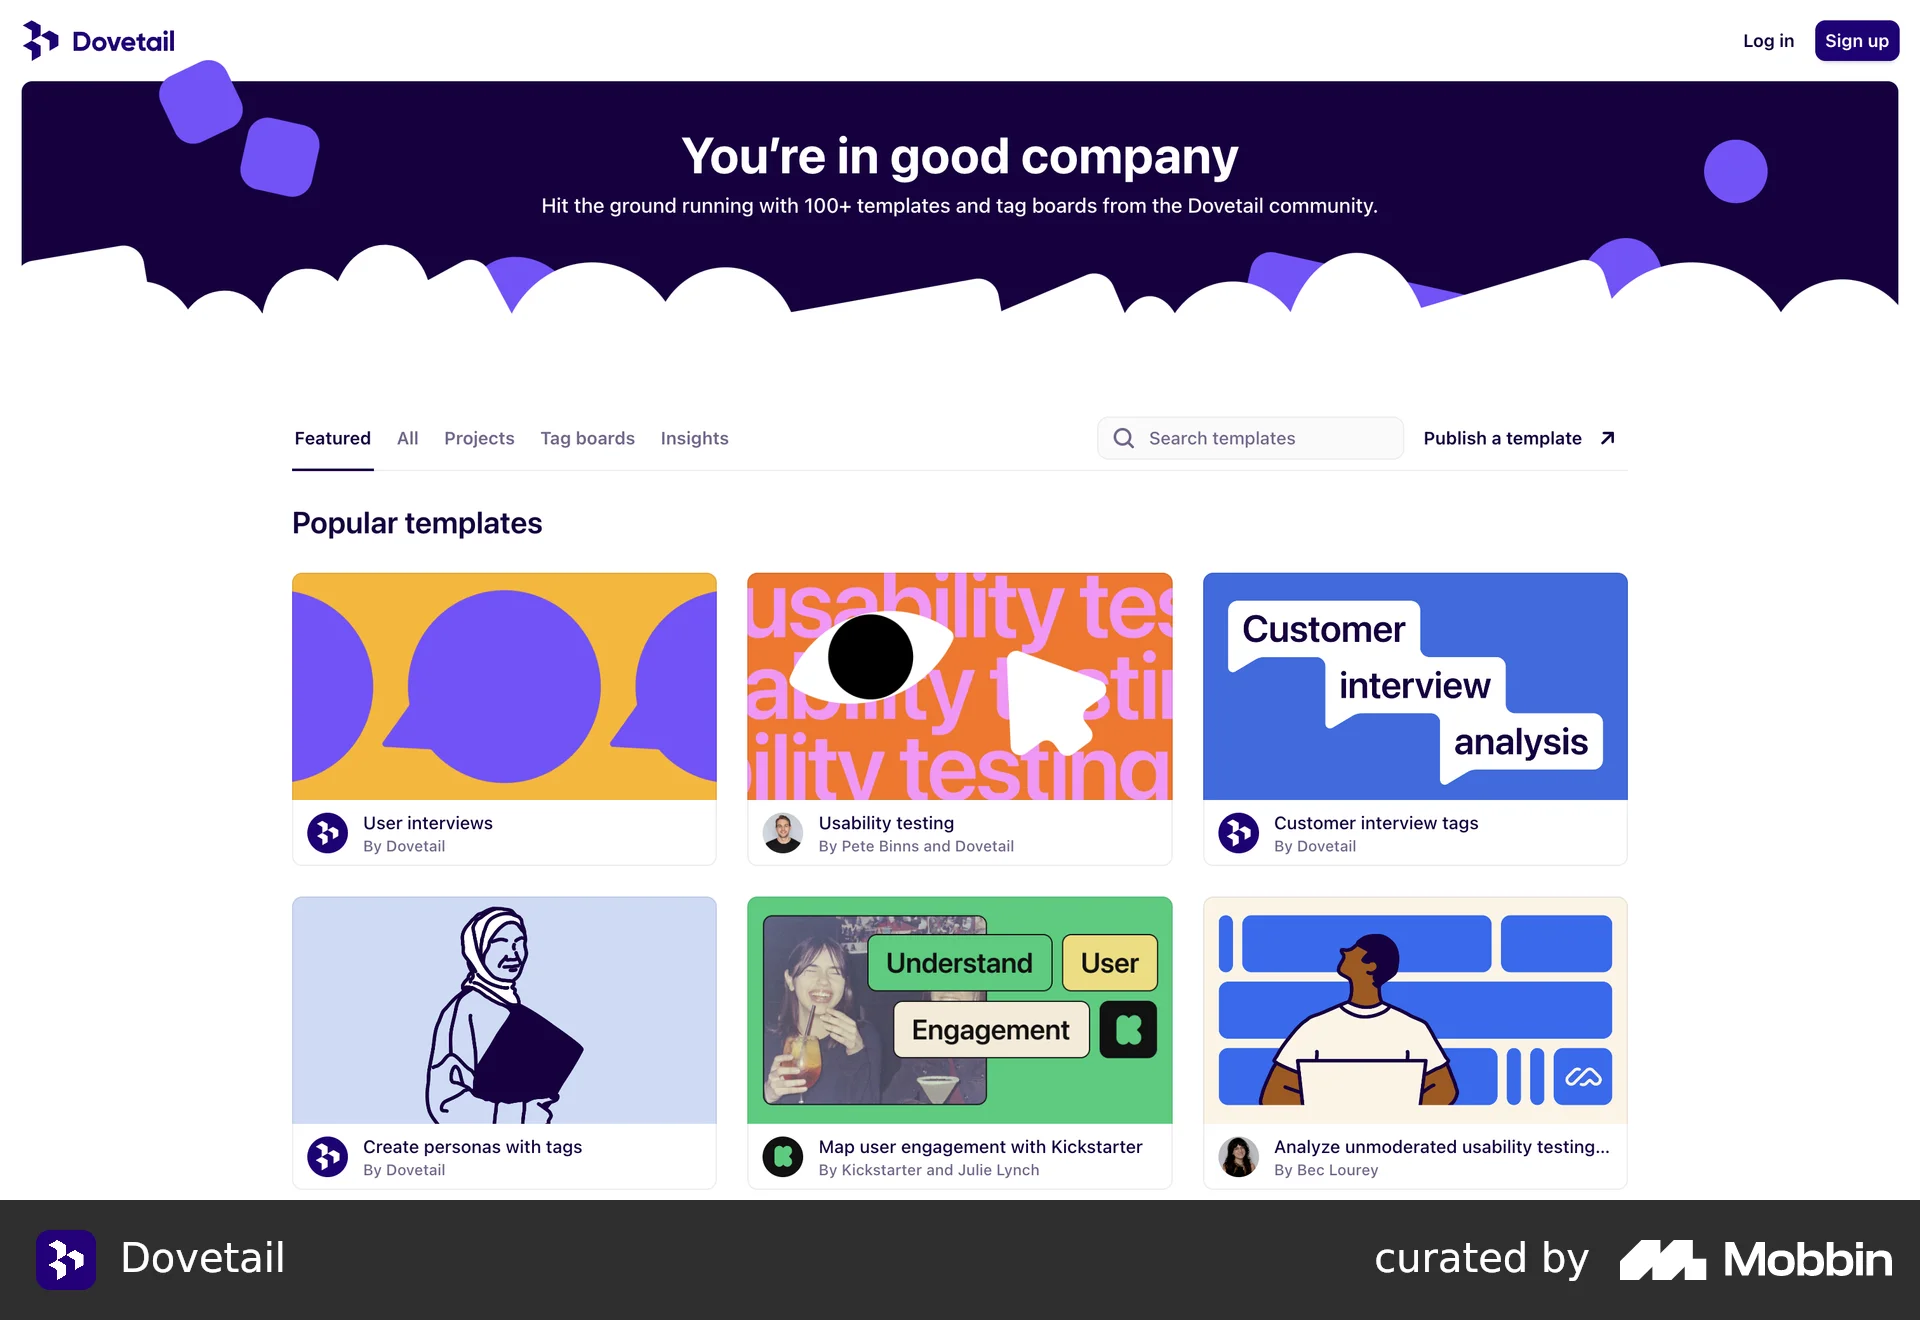 Dovetail
Log in
Sign up
You're in good company
Hit the ground running with 100+ templates and tag boards from the Dovetail community.
Featured
All
Projects
Tag boards
Insights
Search templates
Publish a template
Popular templates
usability tes
ability testin
bility testing
Customer
interview
analysis
User interviews
By Dovetail
Usability testing
By Pete Binns and Dovetail
Customer interview tags
By Dovetail
Understand
User
Engagement
Create personas with tags
By Dovetail
Map user engagement with Kickstarter
By Kickstarter and Julie Lynch
Analyze unmoderated usability testing...
By Bec Lourey
Dovetail
curated by
Mobbin